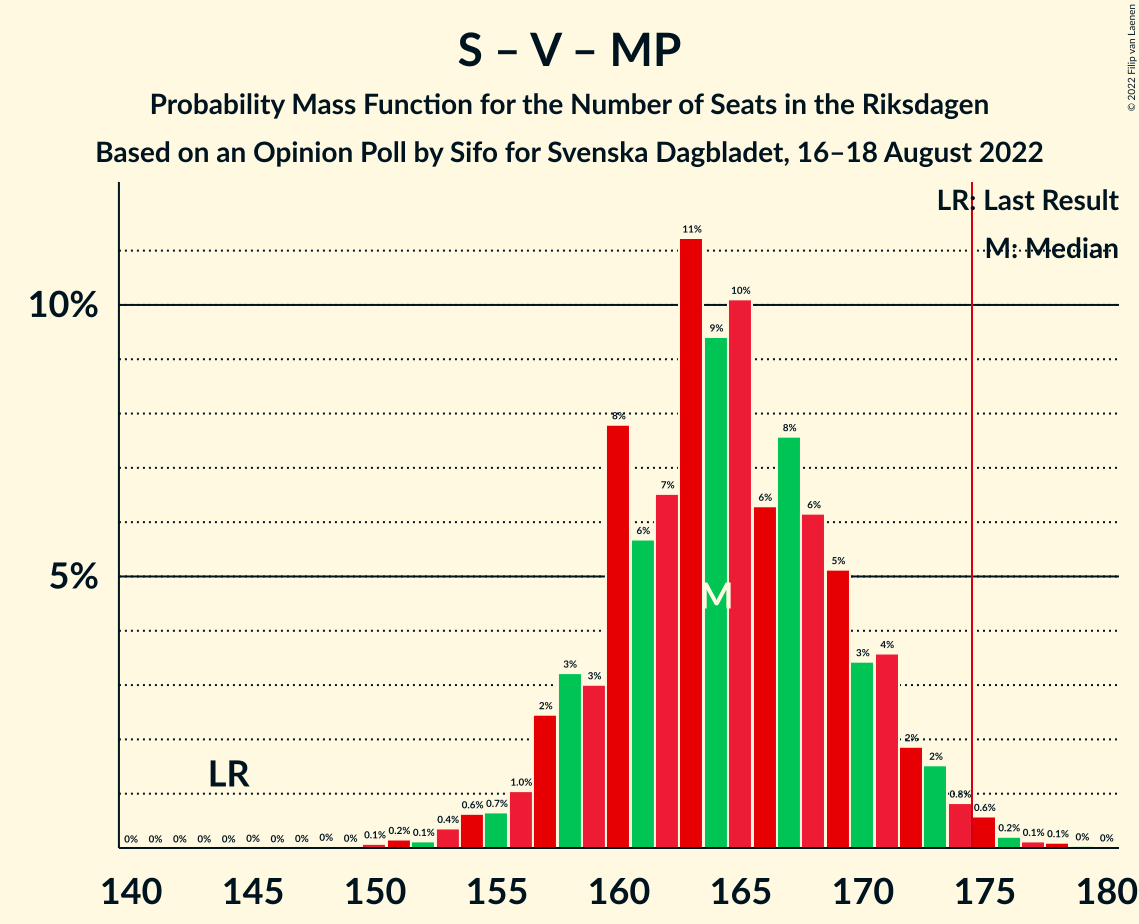 S – V – MP
Probability Mass Function for the Number of Seats in the Riksdagen
Based on an Opinion Poll by Sifo for Svenska Dagbladet, 16–18 August 2022
© 2022 Filip van Laenen
LR: Last Result
M: Median
10%
5%
LR
M
0% 0% 0% 0% 0% 0% 0% 0% 0% 0% 0.1% 0.2% 0.1% 0.4% 0.6% 0.7% 1.0% 2% 3% 3% 8% 6% 7% 11% 9% 10% 6% 8% 6% 5% 3% 4% 2% 2% 0.8% 0.6% 0.2% 0.1% 0.1% 0% 0%
140 145 150 155 160 165 170 175 180